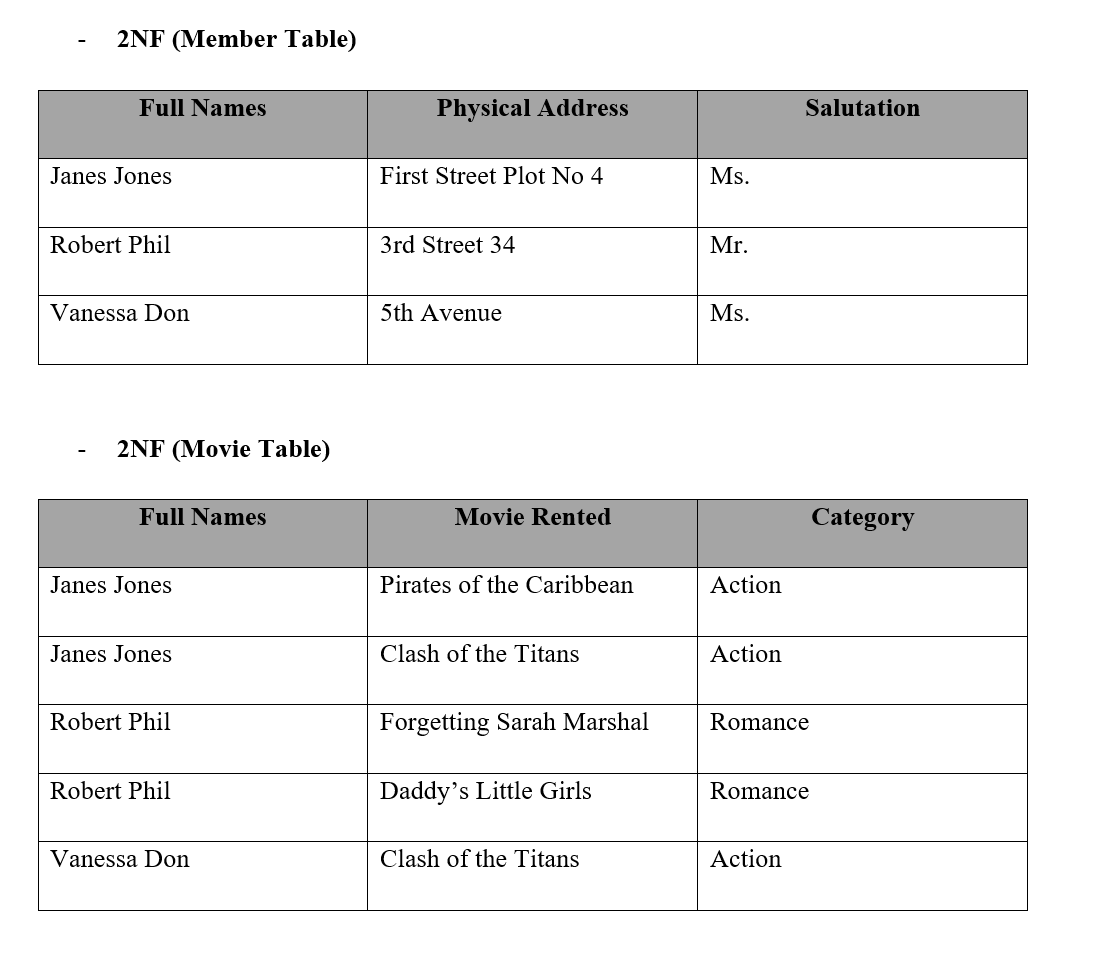 - 2NF (Member Table)
Full Names Physical Address Salutation
Janes Jones First Street Plot No 4 Ms.
Robert Phil 3rd Street 34 Mr.
Vanessa Don 5th Avenue Ms.
- 2NF (Movie Table)
Full Names Movie Rented Category
Janes Jones Pirates of the Caribbean Action
Janes Jones Clash of the Titans Action
Robert Phil Forgetting Sarah Marshal Romance
Robert Phil Daddy’s Little Girls Romance
Vanessa Don Clash of the Titans Action